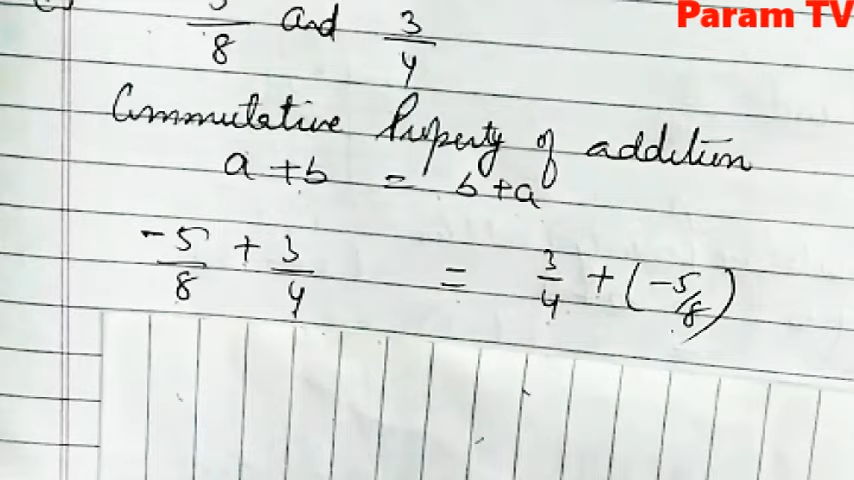 Param TV
8 and 3/4
Commutative Property of addition
a + b = b + a
-5/8 + 3/4 = 3/4 + (-5/8)